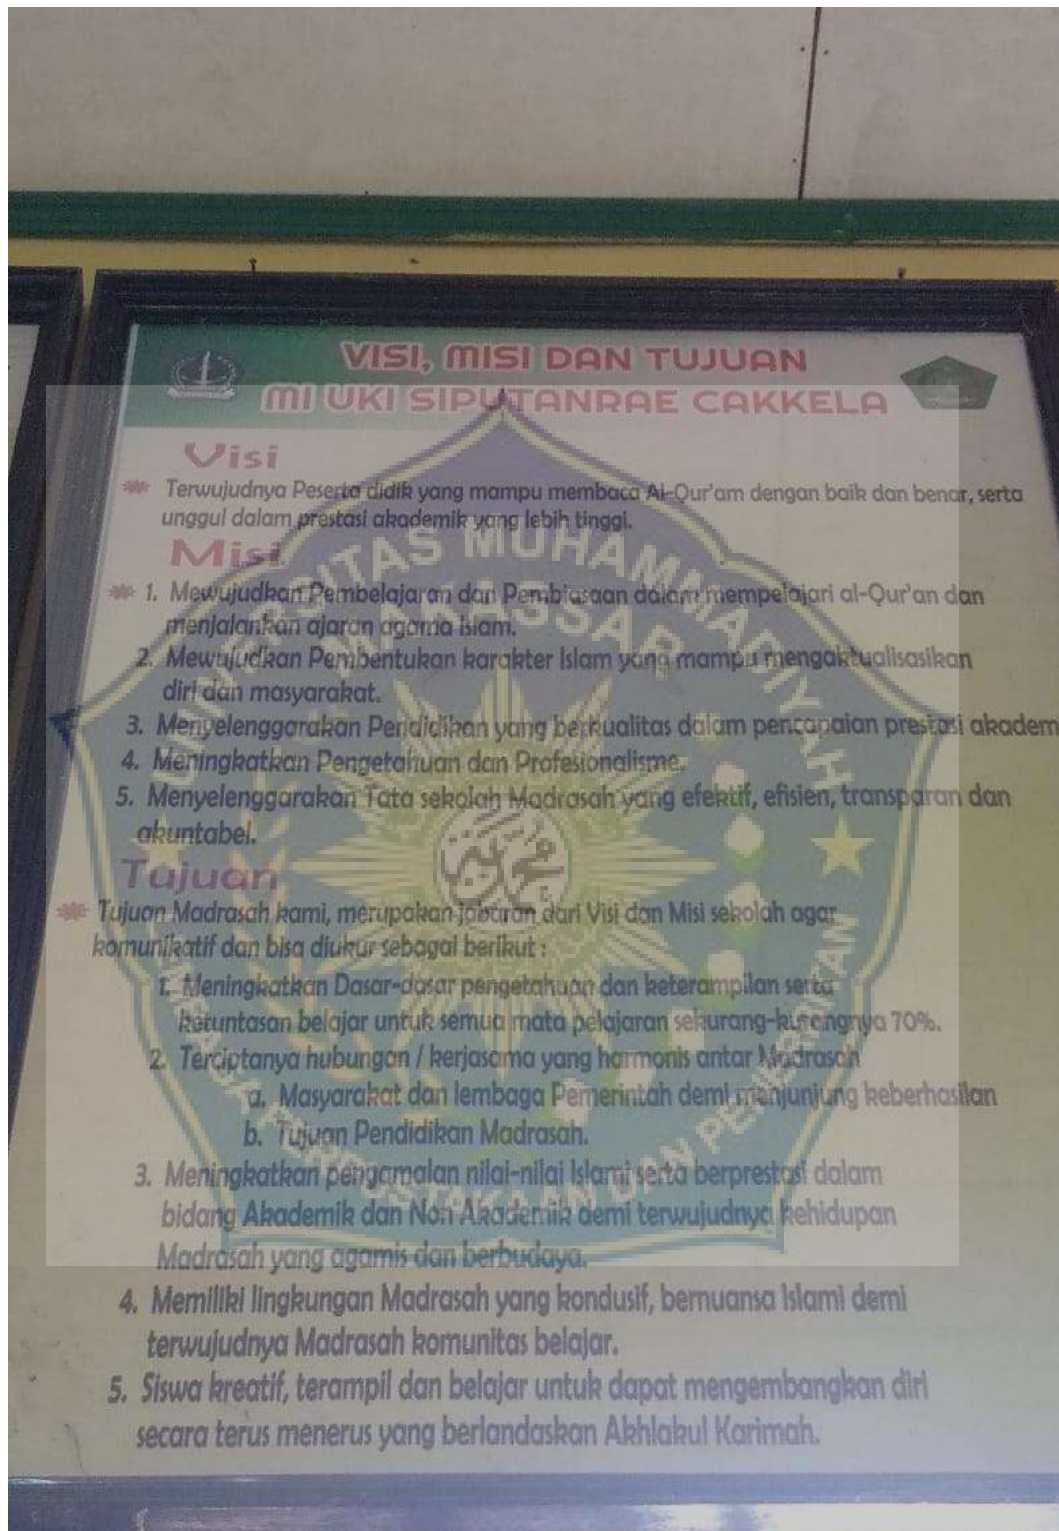 VISI, MISI DAN TUJUAN
MI UKI SIPUTANRAE CAKKELA
Visi
Terwujudnya Peserta didik yang mampu membaca Al-Qur'am dengan baik dan benar, serta
unggul dalam prestasi akademik yang lebih tinggi.
Misi
1. Mewujudkan Pembelajaran dan Pembiasaan dalam mempelajari al-Qur'an dan
menjalankan ajaran agama Islam.
2. Mewujudkan Pembentukan karakter Islam yang mampu mengaktualisasikan
diri dan masyarakat.
3. Menyelenggarakan Pendidikan yang berkualitas dalam pencapaian prestasi akadem
4. Meningkatkan Pengetahuan dan Profesionalisme.
5. Menyelenggarakan Tata sekolah Madrasah yang efektif, efisien, transparan dan
akuntabel.
Tajuan
Tujuan Madrasah kami, merupakan jabaran dari Visi dan Misi sekolah agar
komunikatif dan bisa diukur sebagai berikut :
1. Meningkatkan Dasar-dasar pengetahuan dan keterampilan serta
ketuntasan belajar untuk semua mata pelajaran sekurang-kurangnya 70%.
2. Terciptanya hubungan / kerjasama yang harmonis antar Madrasah
a. Masyarakat dan lembaga Pemerintah demi menjunjung keberhasilan
b. Tujuan Pendidikan Madrasah.
3. Meningkatkan pengamalan nilai-nilai Islami serta berprestasi dalam
bidang Akademik dan Non Akademik demi terwujudnya kehidupan
Madrasah yang agamis dan berbudaya.
4. Memiliki lingkungan Madrasah yang kondusif, bernuansa Islami demi
terwujudnya Madrasah komunitas belajar.
5. Siswa kreatif, terampil dan belajar untuk dapat mengembangkan diri
secara terus menerus yang berlandaskan Akhlakul Karimah.
UNIVERSITAS MUHAMMADIYAH
MAKASSAR
LEMBAGA PERPUSTAKAAN DAN PENERBITAN